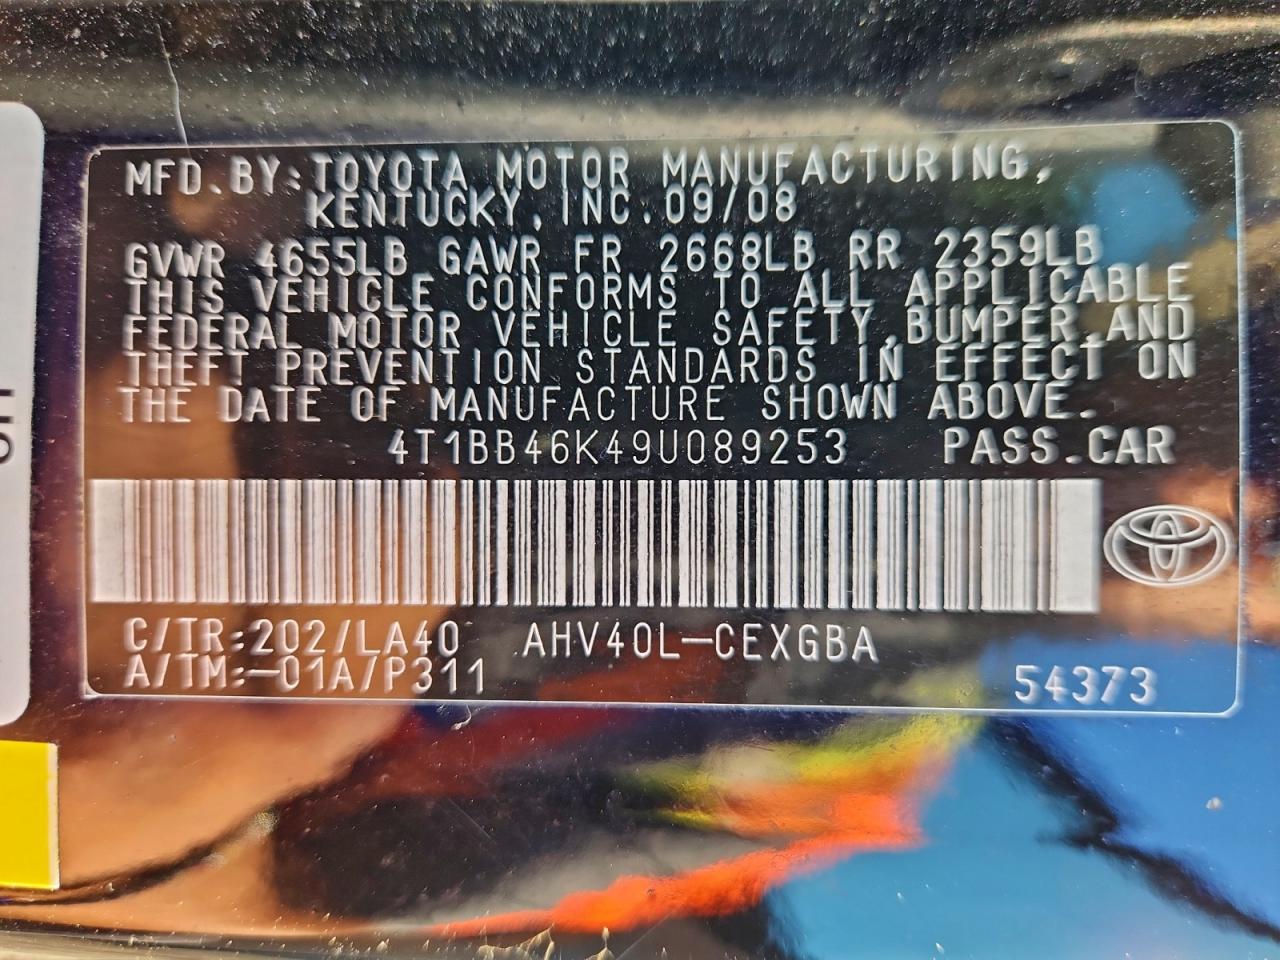 MFD.BY:TOYOTA MOTOR MANUFACTURING,
KENTUCKY, INC.09/08
GVWR 4655LB GAWR FR 2668LB RR 2359LB
THIS VEHICLE CONFORMS TO ALL APPLICABLE
FEDERAL MOTOR VEHICLE SAFETY,BUMPER,AND
THEFT PREVENTION STANDARDS IN EFFECT ON
THE DATE OF MANUFACTURE SHOWN ABOVE.
4T1BB46K49U089253 PASS.CAR
C/TR:202/LA40 AHV40L-CEXGBA
A/TM:-01A/P311
54373